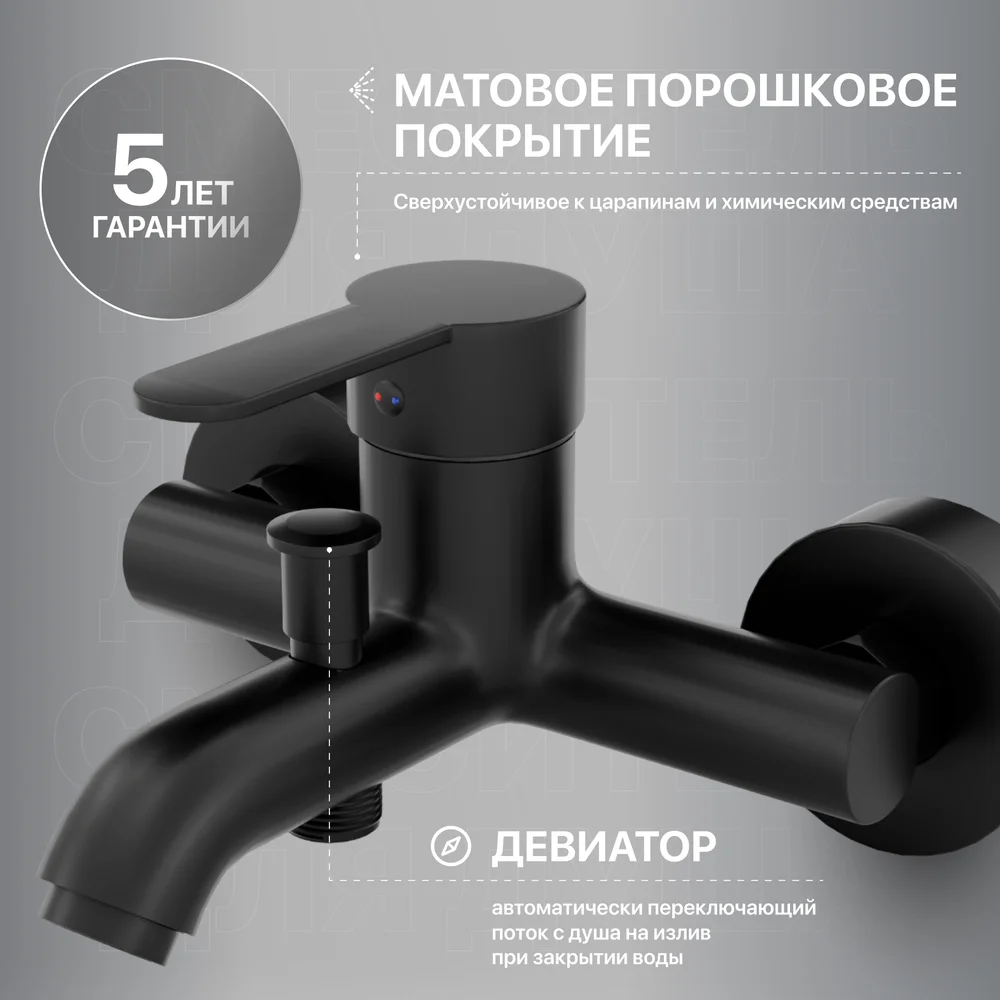 5 ЛЕТ
ГАРАНТИИ
МАТОВОЕ ПОРОШКОВОЕ
ПОКРЫТИЕ
Сверхустойчивое к царапинам и химическим средствам
ДЕВИАТОР
автоматически переключающий
поток с душа на излив
при закрытии воды